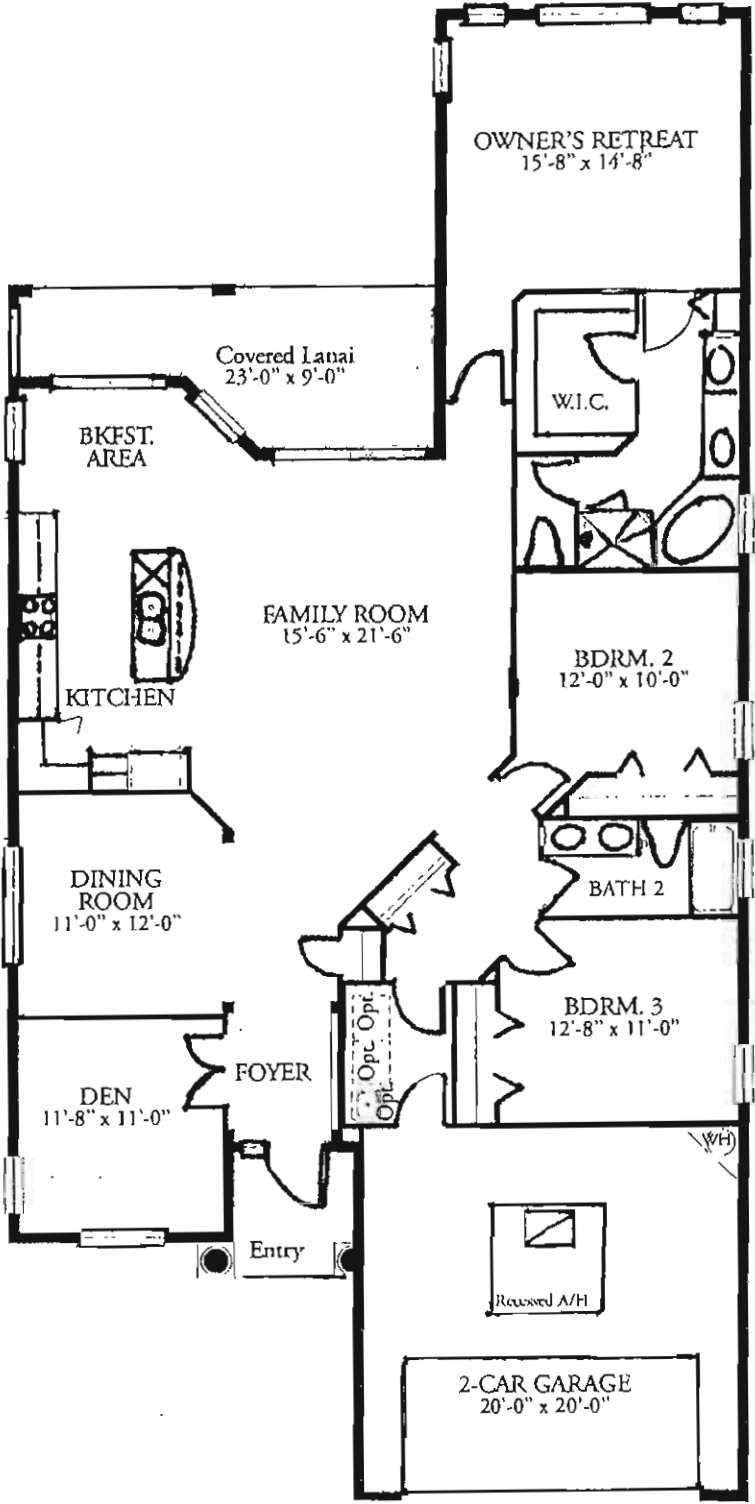 OWNER'S RETREAT
15'-8" x 14'-8"
Covered Lanai
23'-0" x 9'-0"
W.I.C.
BKFST.
AREA
FAMILY ROOM
15'-6" x 21'-6"
BDRM. 2
12'-0" x 10'-0"
KITCHEN
DINING
ROOM
11'-0" x 12'-0"
BATH 2
BDRM. 3
12'-8" x 11'-0"
Opt. Opt.
Opt.
FOYER
DEN
11'-8" x 11'-0"
WH
Entry
Recessed A/H
2-CAR GARAGE
20'-0" x 20'-0"